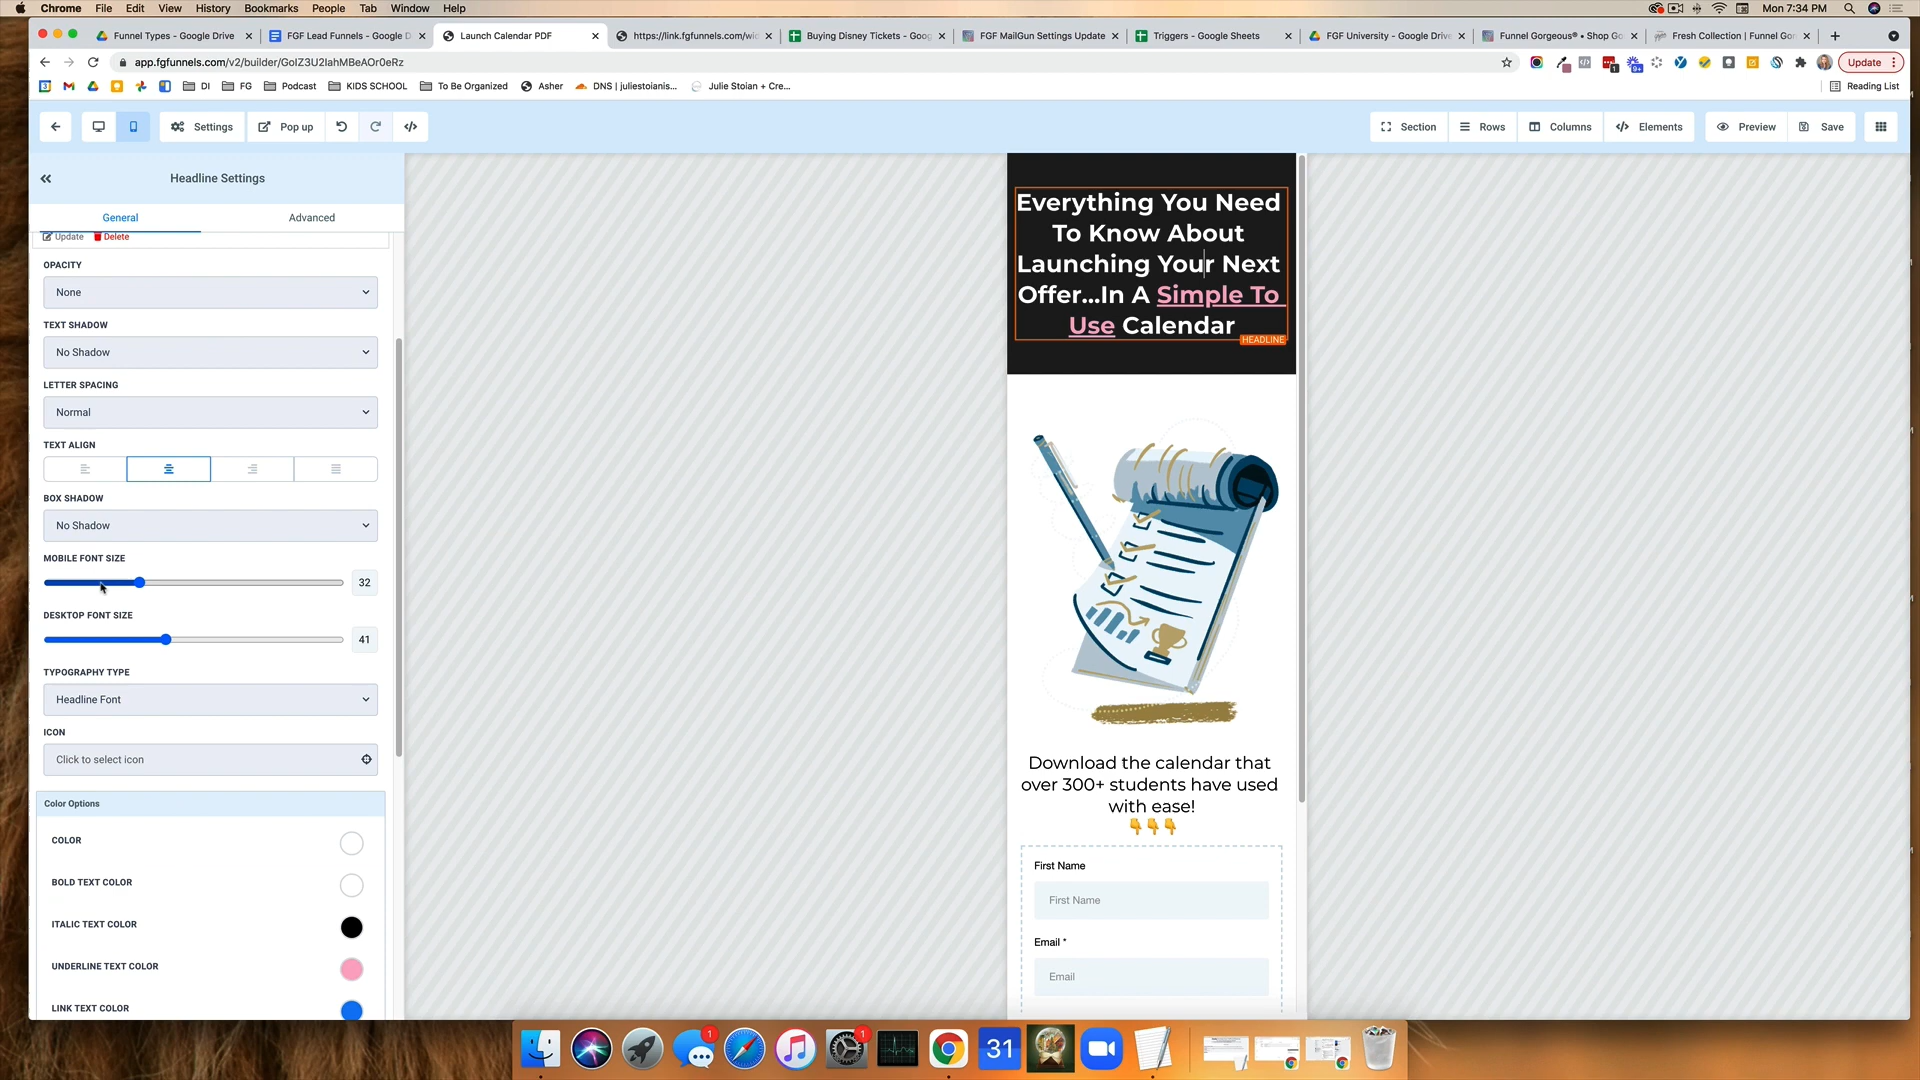 Chrome File Edit View History Bookmarks People Tab Window Help
Mon 7:34 PM
Funnel Types - Google Drive
FGF Lead Funnels - Google D
Launch Calendar PDF
https://link.fgfunnels.com/wi
Buying Disney Tickets - Goog
FGF MailGun Settings Update
Triggers - Google Sheets
FGF University - Google Drive
Funnel Gorgeous® • Shop Go
Fresh Collection | Funnel Gor
app.fgfunnels.com/v2/builder/GoIZ3U2IahMBeAOr0eRz
1
9+
Update
DI
FG
Podcast
KIDS SCHOOL
To Be Organized
Asher
DNS | juliestoianis...
Julie Stoian + Cre...
Reading List
Settings
Pop up
Section
Rows
Columns
Elements
Preview
Save
Headline Settings
General
Advanced
Update
Delete
OPACITY
None
TEXT SHADOW
No Shadow
LETTER SPACING
Normal
TEXT ALIGN
BOX SHADOW
No Shadow
MOBILE FONT SIZE
32
DESKTOP FONT SIZE
41
TYPOGRAPHY TYPE
Headline Font
ICON
Click to select icon
Color Options
COLOR
BOLD TEXT COLOR
ITALIC TEXT COLOR
UNDERLINE TEXT COLOR
LINK TEXT COLOR
Everything You Need
To Know About
Launching Your Next
Offer...In A Simple To
Use Calendar
HEADLINE
Download the calendar that
over 300+ students have used
with ease!
👇👇👇
First Name
First Name
Email *
Email
1
1
31